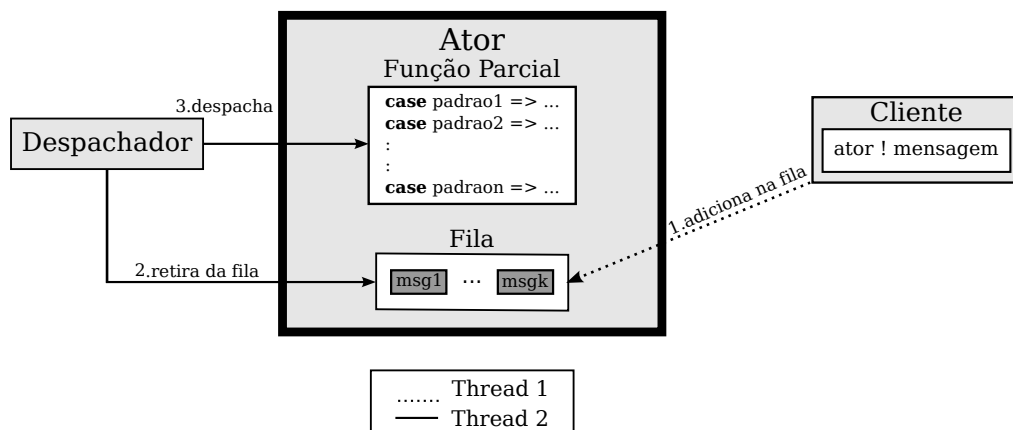 Ator
Função Parcial
case padrao1 => ...
case padrao2 => ...
:
:
case padraon => ...
3.despacha
Despachador
Cliente
ator ! mensagem
1.adiciona na fila
Fila
2.retira da fila
msg1 ... msgk
....... Thread 1
Thread 2